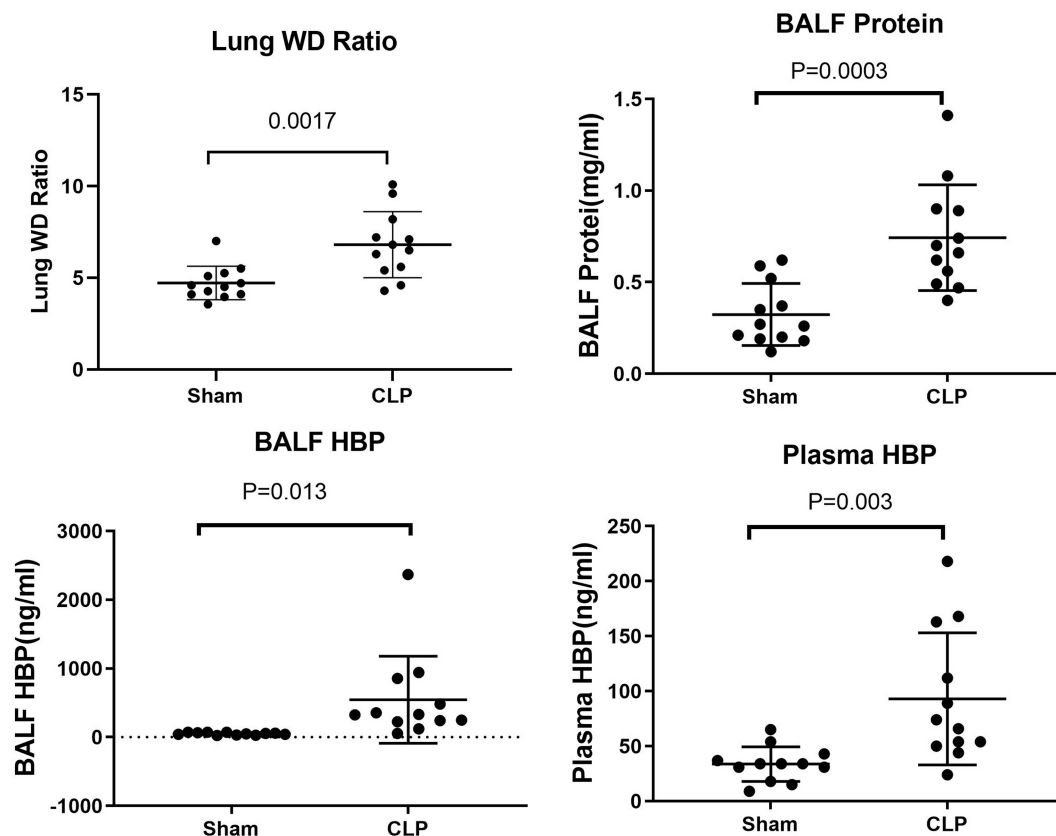 Lung WD Ratio
0.0017
Lung WD Ratio
15
10
5
0
Sham CLP
BALF Protein
P=0.0003
BALF Protei(mg/ml)
1.5
1.0
0.5
0.0
Sham CLP
BALF HBP
P=0.013
BALF HBP(ng/ml)
3000
2000
1000
0
-1000
Sham CLP
Plasma HBP
P=0.003
Plasma HBP(ng/ml)
250
200
150
100
50
0
Sham CLP